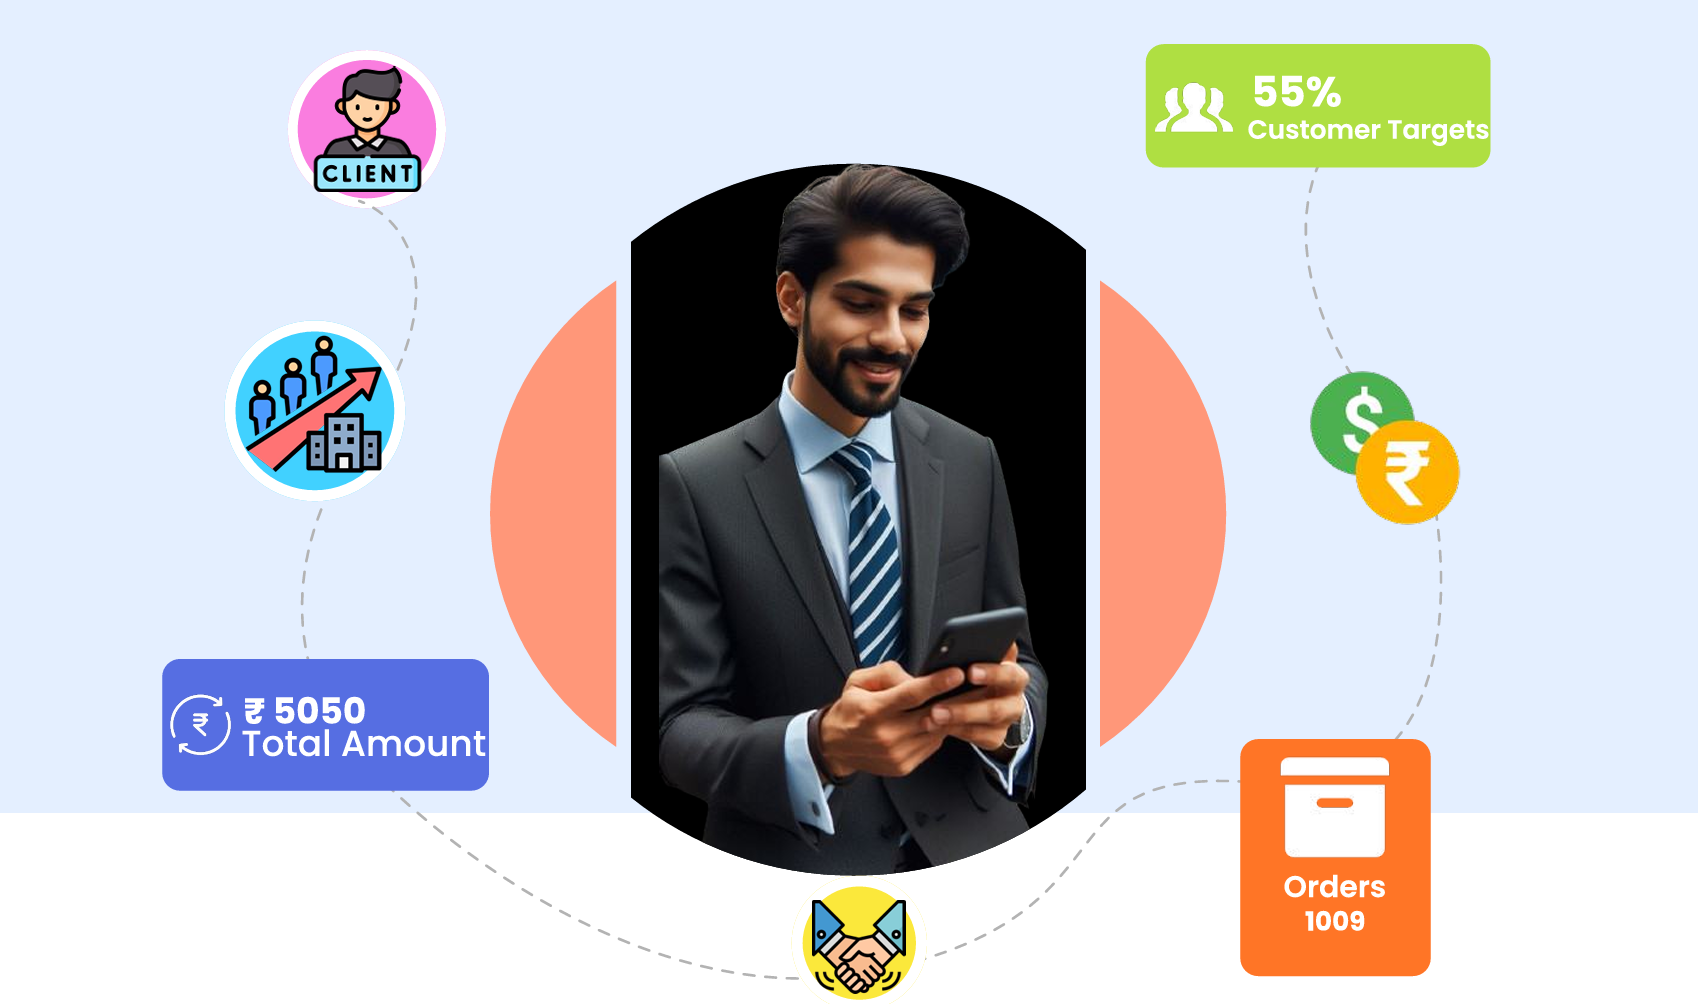 CLIENT
55%
Customer Targets
$
₹
₹
₹ 5050
Total Amount
Orders
1009